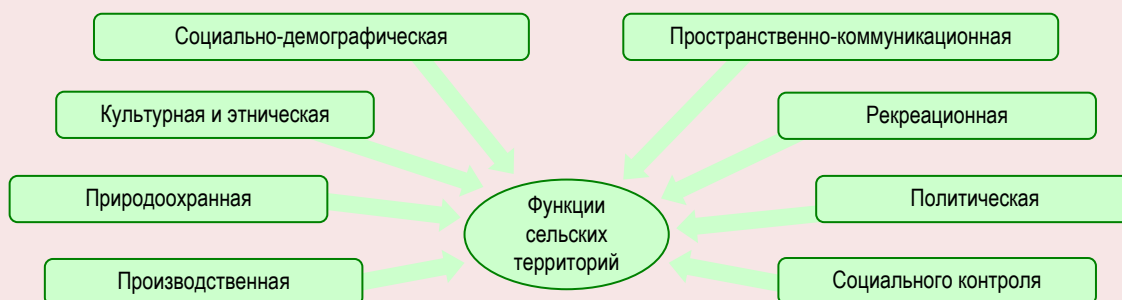 Социально-демографическая
Пространственно-коммуникационная
Культурная и этническая
Рекреационная
Природоохранная
Политическая
Функции
сельских
территорий
Производственная
Социального контроля